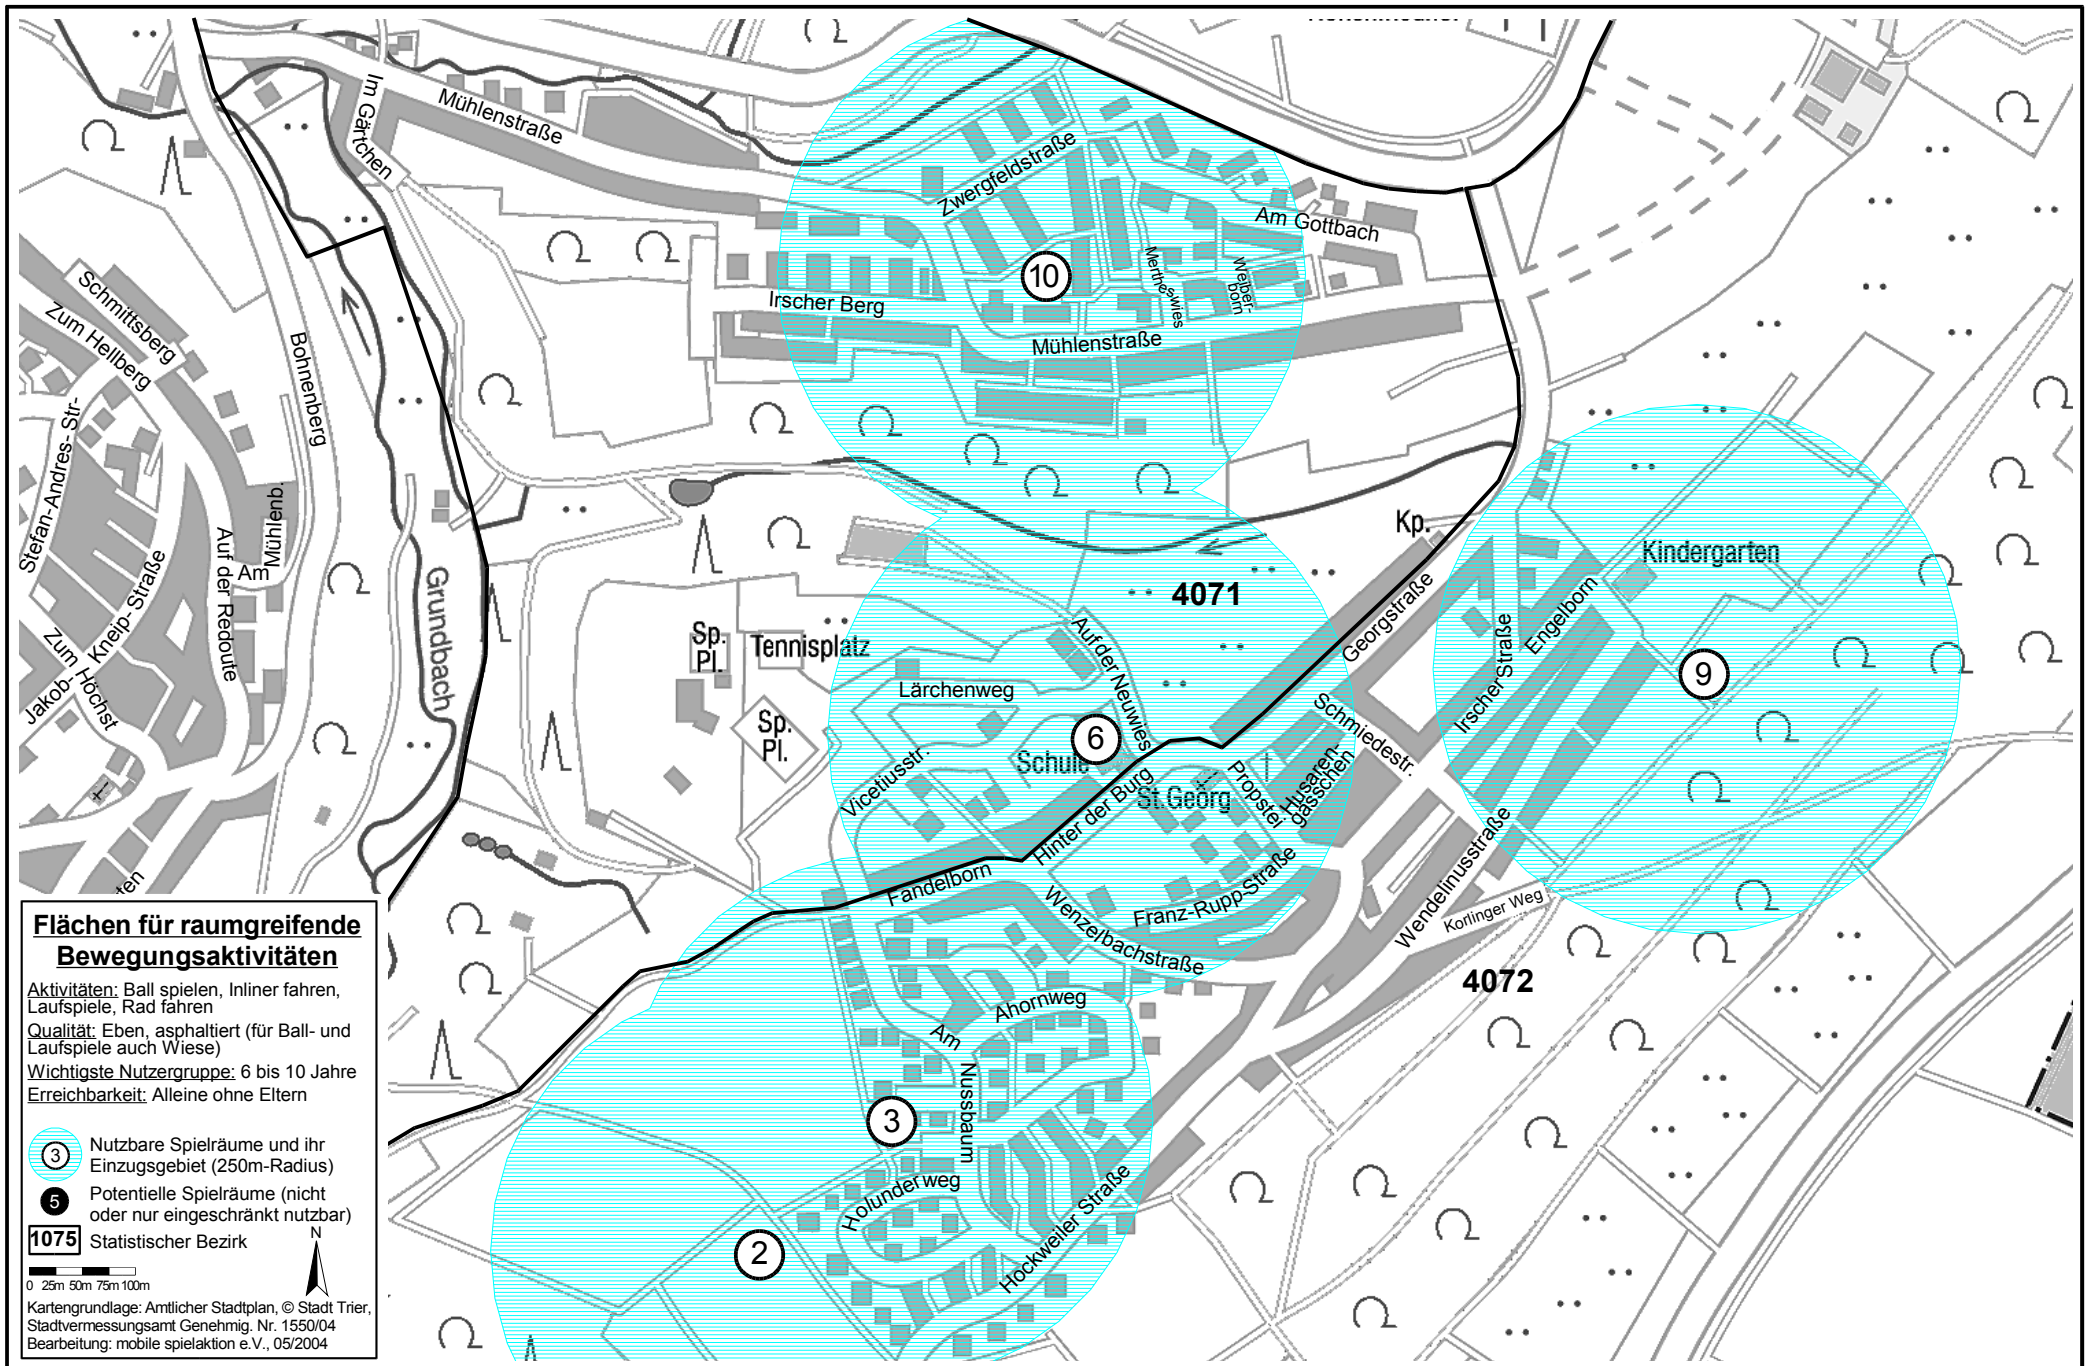 Im Gärtchen
Mühlenstraße
Zwergfeldstraße
Am Gottbach
Mertheswies
Weiber-
born
10
Irscher Berg
Mühlenstraße
Schmittsberg
Zum Hellberg
Bohnenberg
Stefan-Andres-Str-
Auf der Redoute
Am
Mühlenb.
Jakob-Kneip-Straße
Zum Höchst
Grundbach
Kp.
4071
Kindergarten
Georgstraße
Engelborn
Irscher Straße
9
Sp.
Pl.
Tennisplatz
Sp.
Pl.
Auf der Neuwies
Lärchenweg
6
Schule
Vicetiusstr.
Schmiedestr.
Husaren-
gässchen
Propstei
St.Georg
Hinter der Burg
Fandelborn
Franz-Rupp-Straße
Wenzelbachstraße
Wendelinusstraße
Korlinger Weg
4072
Ahornweg
Am
Nussbaum
3
Holunderweg
Hockweiler Straße
2
ten
Flächen für raumgreifende
Bewegungsaktivitäten
Aktivitäten: Ball spielen, Inliner fahren,
Laufspiele, Rad fahren
Qualität: Eben, asphaltiert (für Ball- und
Laufspiele auch Wiese)
Wichtigste Nutzergruppe: 6 bis 10 Jahre
Erreichbarkeit: Alleine ohne Eltern
3 Nutzbare Spielräume und ihr
Einzugsgebiet (250m-Radius)
5 Potentielle Spielräume (nicht
oder nur eingeschränkt nutzbar)
1075 Statistischer Bezirk
N
0 25m 50m 75m 100m
Kartengrundlage: Amtlicher Stadtplan, © Stadt Trier,
Stadtvermessungsamt Genehmig. Nr. 1550/04
Bearbeitung: mobile spielaktion e.V., 05/2004